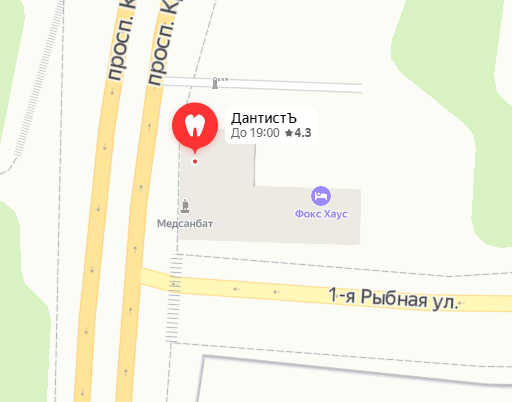 просп. К
просп. К
ДантистЪ
До 19:00 ★4.3
Медсанбат
Фокс Хаус
1-я Рыбная ул.